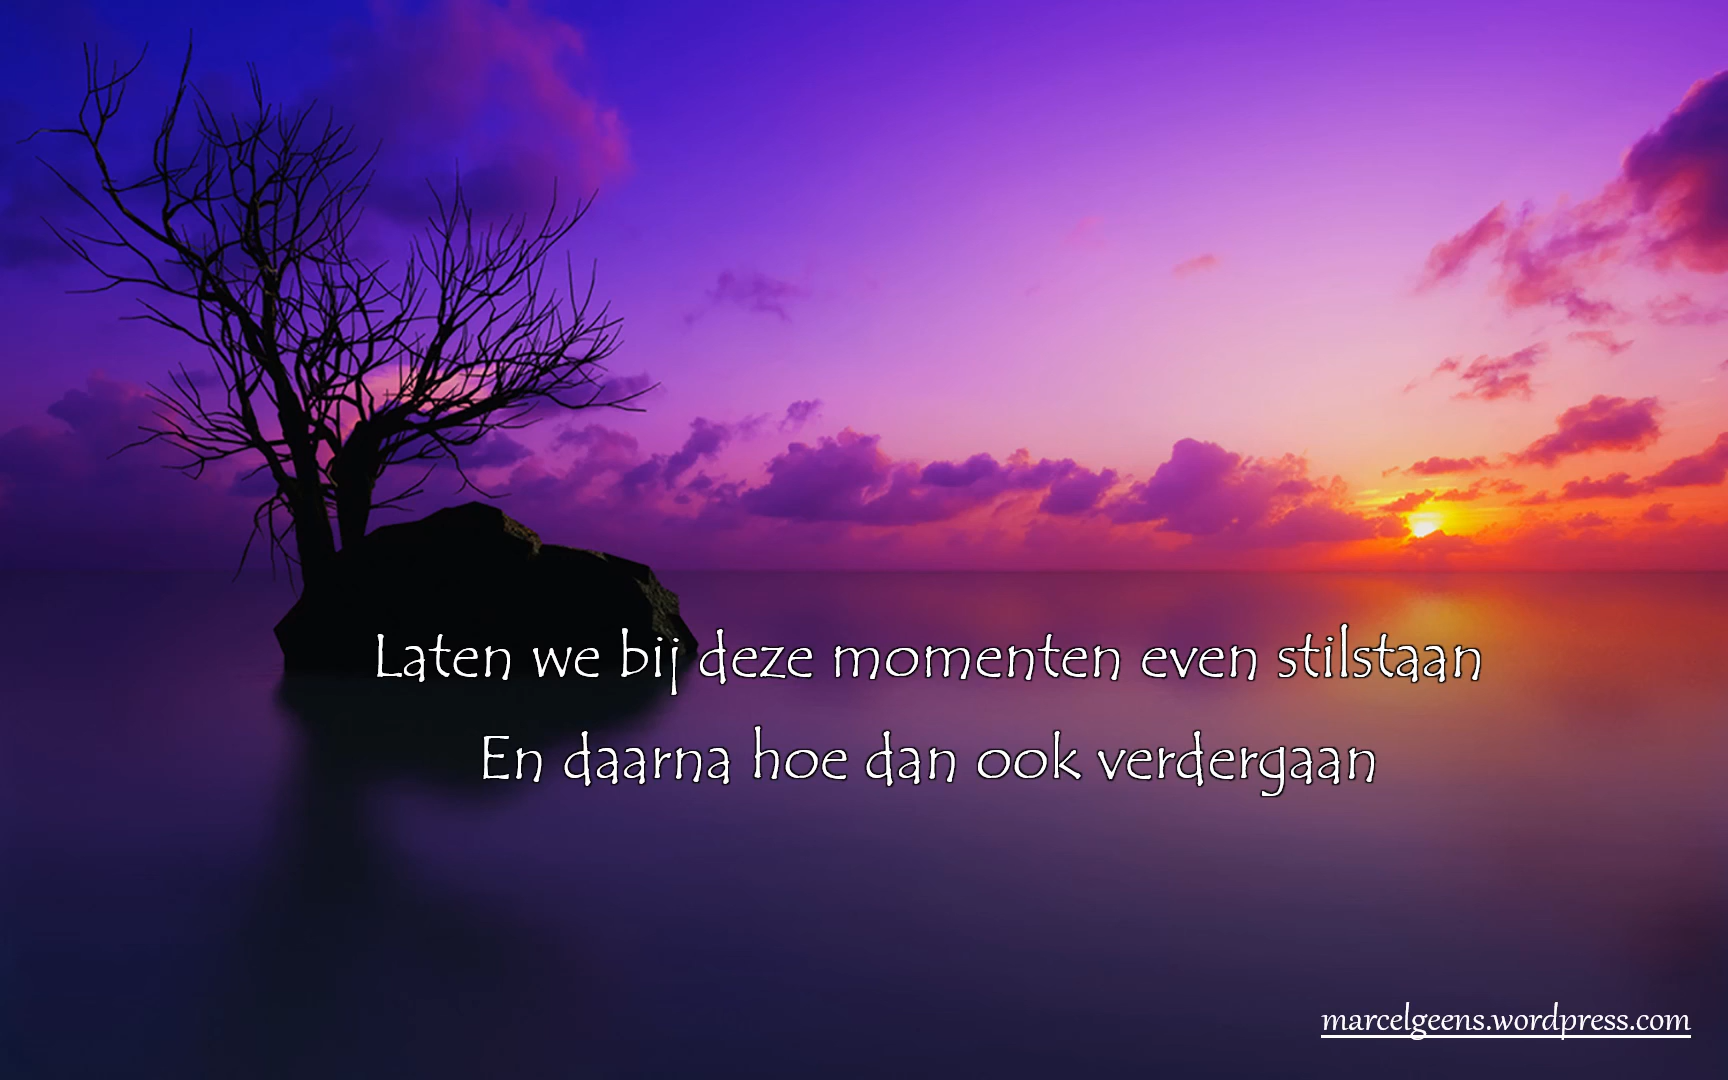 Laten we bij deze momenten even stilstaan
En daarna hoe dan ook verdergaan
marcelgeens.wordpress.com